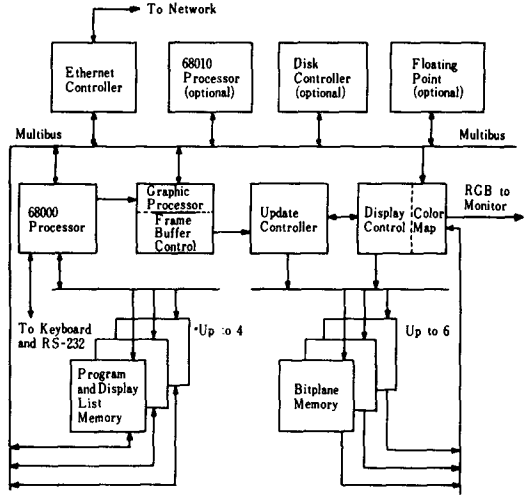 To Network
Ethernet
Controller
68010
Processor
(optional)
Disk
Controller
(optional)
Floating
Point
(optional)
Multibus
Multibus
68000
Processor
Graphic
Processor
Frame
Buffer
Control
Update
Controller
Display
Control
Color
Map
RGB to
Monitor
To Keyboard
and RS-232
Up to 4
Up to 6
Program
and Display
List
Memory
Bitplane
Memory